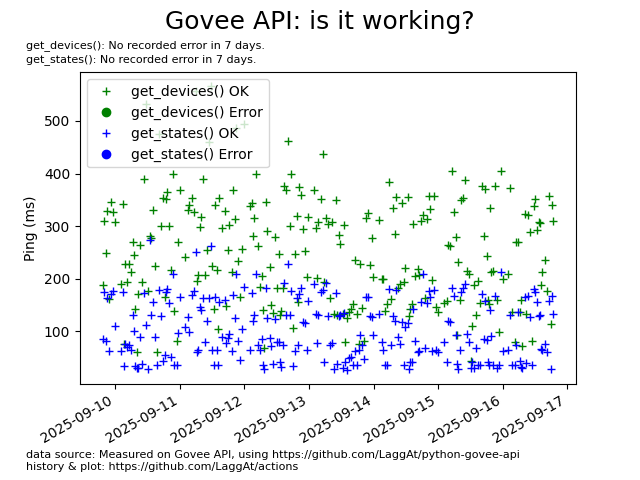 Govee API: is it working?
get_devices(): No recorded error in 7 days.
get_states(): No recorded error in 7 days.
get_devices() OK
get_devices() Error
get_states() OK
get_states() Error
Ping (ms)
500
400
300
200
100
2025-09-10
2025-09-11
2025-09-12
2025-09-13
2025-09-14
2025-09-15
2025-09-16
2025-09-17
data source: Measured on Govee API, using https://github.com/LaggAt/python-govee-api
history & plot: https://github.com/LaggAt/actions